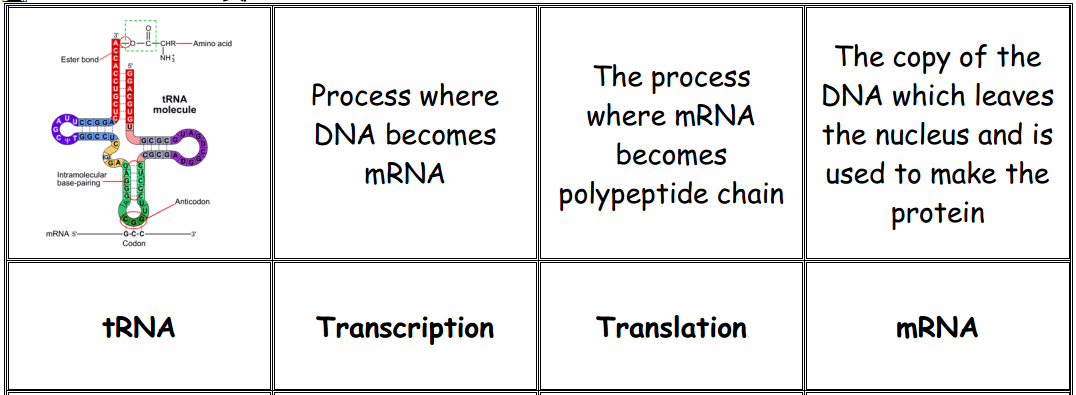 3'
O
O—C—CHR
Amino acid
NH3+
Ester bond
5'
tRNA
molecule
Intramolecular
base-pairing
Anticodon
mRNA 5'
G-C-C
3'
Codon
Process where
DNA becomes
mRNA
The process
where mRNA
becomes
polypeptide chain
The copy of the
DNA which leaves
the nucleus and is
used to make the
protein
tRNA
Transcription
Translation
mRNA